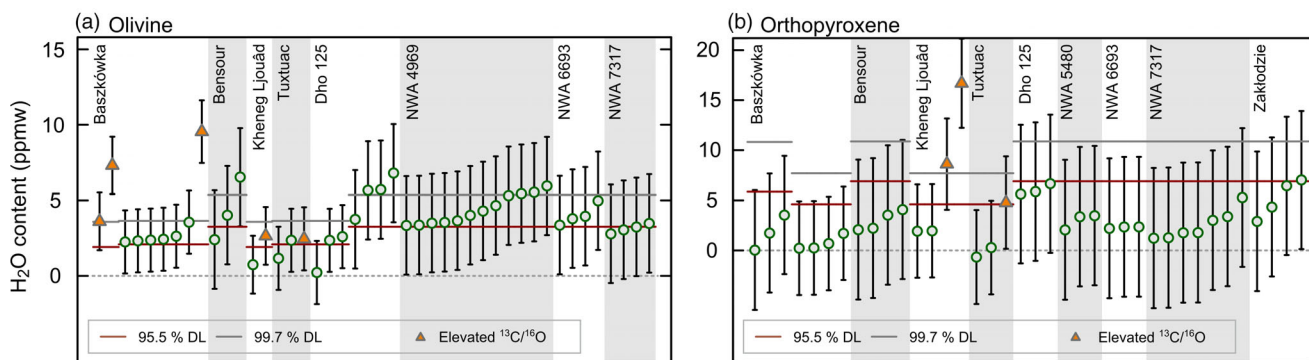 (a) Olivine
H₂O content (ppmw)
15
10
5
0
Baszkówka
Bensour
Kheneg Ljouâd
Tuxtuac
Dho 125
NWA 4969
NWA 6693
NWA 7317
95.5 % DL
99.7 % DL
Elevated ¹³C/¹⁶O
(b) Orthopyroxene
20
15
10
5
0
Baszkówka
Bensour
Kheneg Ljouâd
Tuxtuac
Dho 125
NWA 5480
NWA 6693
NWA 7317
Zakłodzie
95.5 % DL
99.7 % DL
Elevated ¹³C/¹⁶O